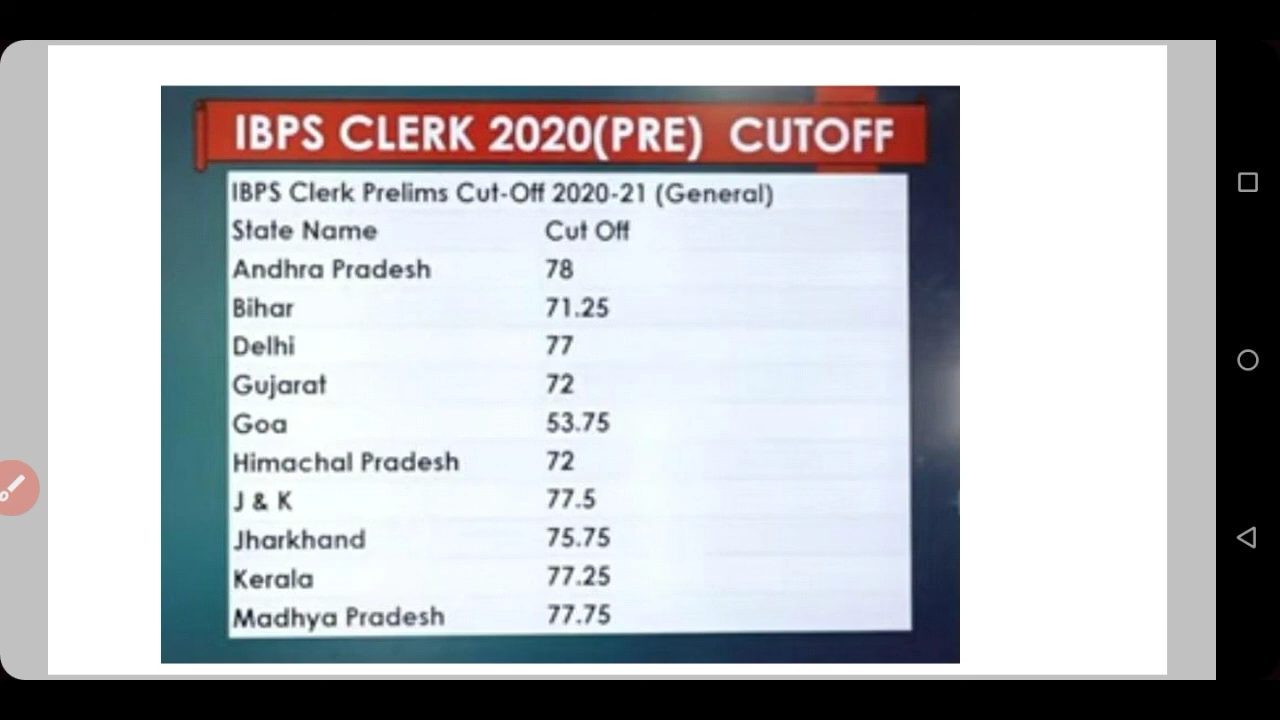 IBPS CLERK 2020(PRE) CUTOFF
IBPS Clerk Prelims Cut-Off 2020-21 (General)
State Name Cut Off
Andhra Pradesh 78
Bihar 71.25
Delhi 77
Gujarat 72
Goa 53.75
Himachal Pradesh 72
J & K 77.5
Jharkhand 75.75
Kerala 77.25
Madhya Pradesh 77.75